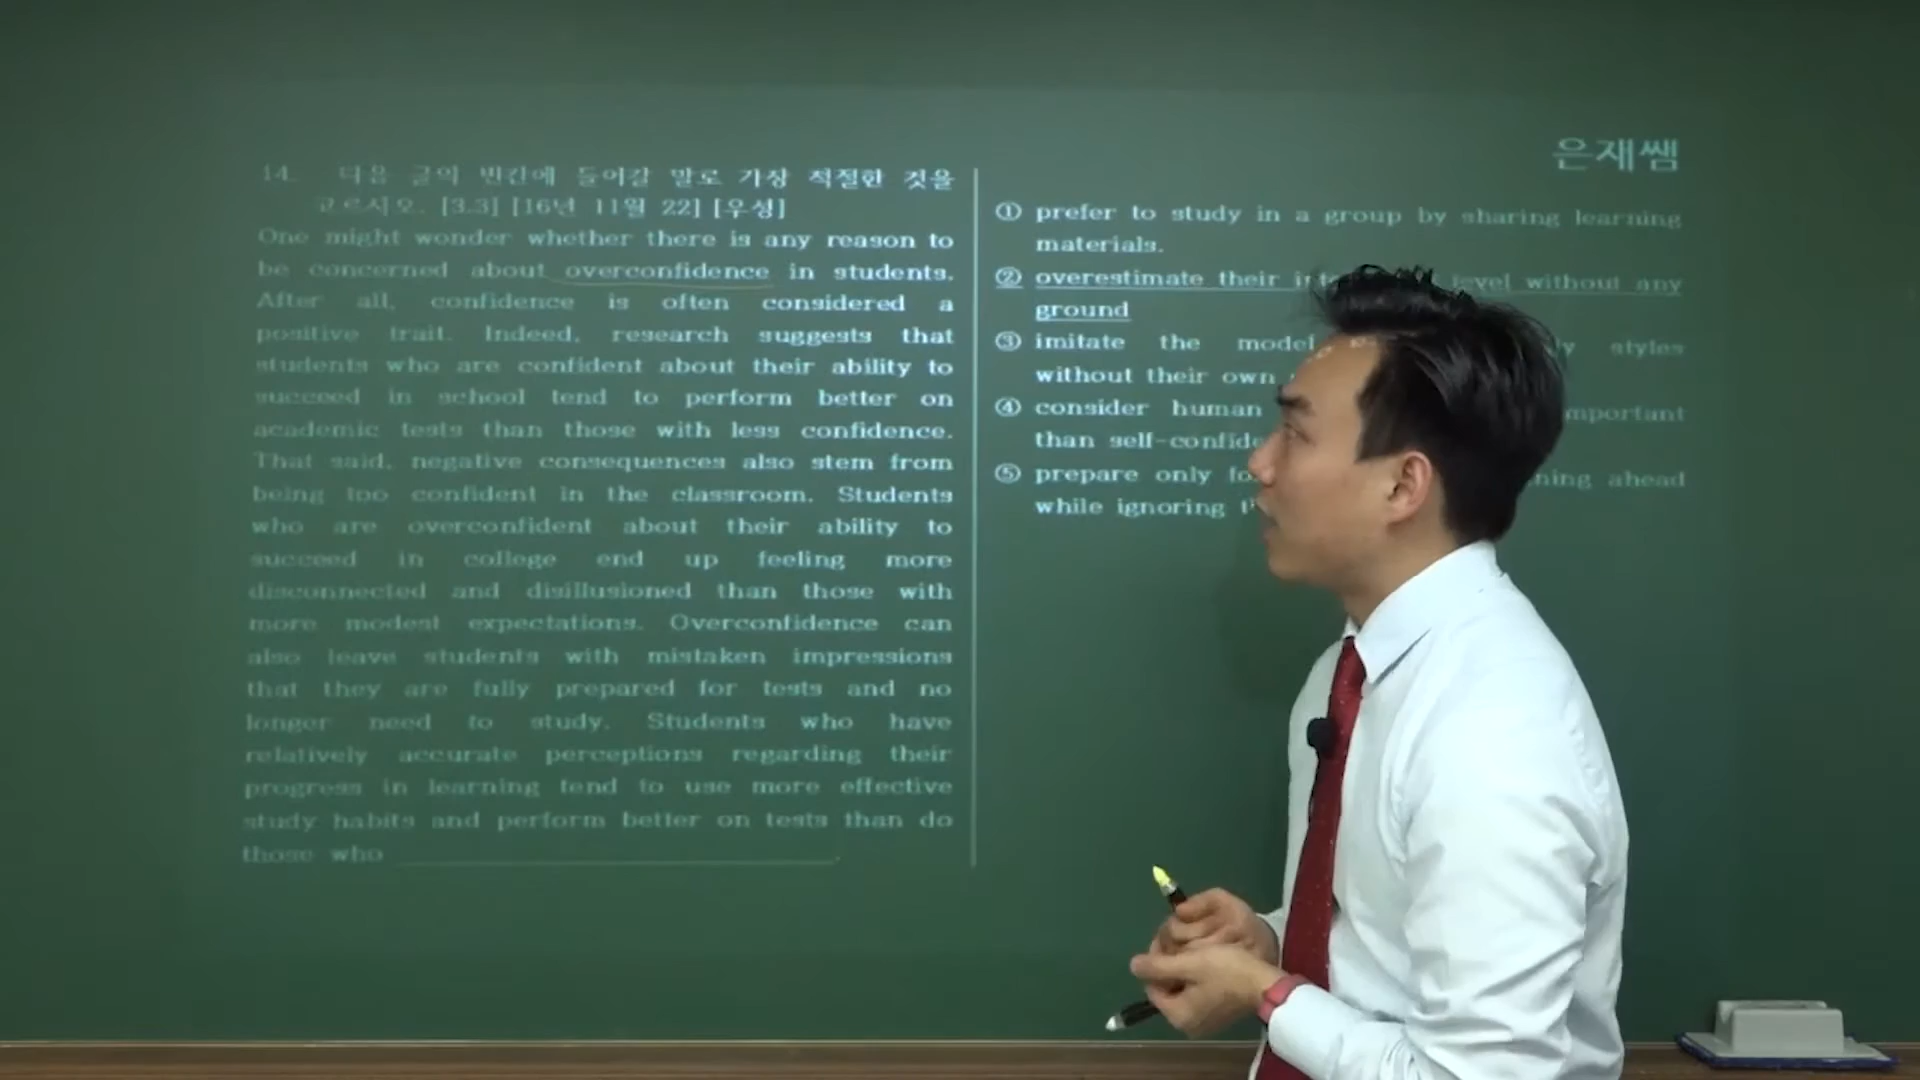 은재쌤
14. 다음 글의 빈칸에 들어갈 말로 가장 적절한 것을
고르시오. [3.3] [16년 11월 22] [우성]
One might wonder whether there is any reason to
be concerned about overconfidence in students.
After all, confidence is often considered a
positive trait. Indeed, research suggests that
students who are confident about their ability to
succeed in school tend to perform better on
academic tests than those with less confidence.
That said, negative consequences also stem from
being too confident in the classroom. Students
who are overconfident about their ability to
succeed in college end up feeling more
disconnected and disillusioned than those with
more modest expectations. Overconfidence can
also leave students with mistaken impressions
that they are fully prepared for tests and no
longer need to study. Students who have
relatively accurate perceptions regarding their
progress in learning tend to use more effective
study habits and perform better on tests than do
those who
① prefer to study in a group by sharing learning
materials.
② overestimate their level without any
ground
③ imitate the model styles
without their own
④ consider human important
than self-confide
⑤ prepare only ahead
while ignoring